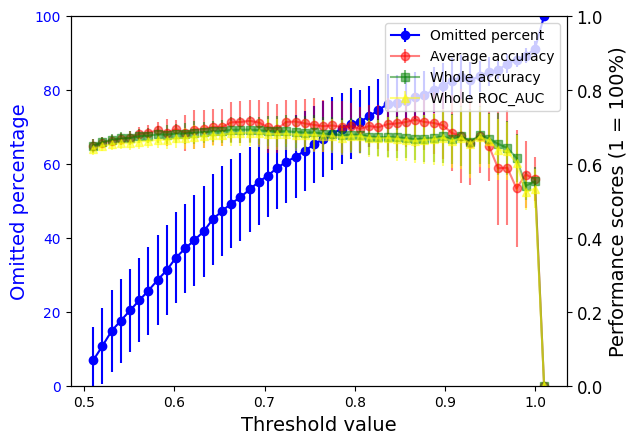 Omitted percent
Average accuracy
Whole accuracy
Whole ROC_AUC
Omitted percentage
100
80
60
40
20
0
Performance scores (1 = 100%)
1.0
0.8
0.6
0.4
0.2
0.0
0.5 0.6 0.7 0.8 0.9 1.0
Threshold value